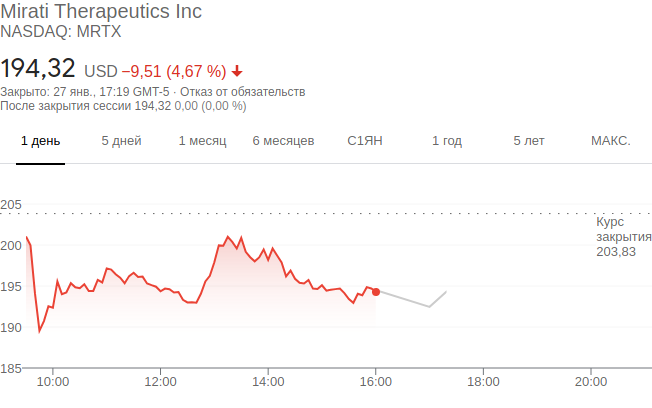 Mirati Therapeutics Inc
NASDAQ: MRTX
194,32 USD −9,51 (4,67 %)
Закрыто: 27 янв., 17:19 GMT-5 · Отказ от обязательств
После закрытия сессии 194,32 0,00 (0,00 %)
1 день 5 дней 1 месяц 6 месяцев С1ЯН 1 год 5 лет МАКС.
205
Курс
закрытия
203,83
200
195
190
185
10:00 12:00 14:00 16:00 18:00 20:00